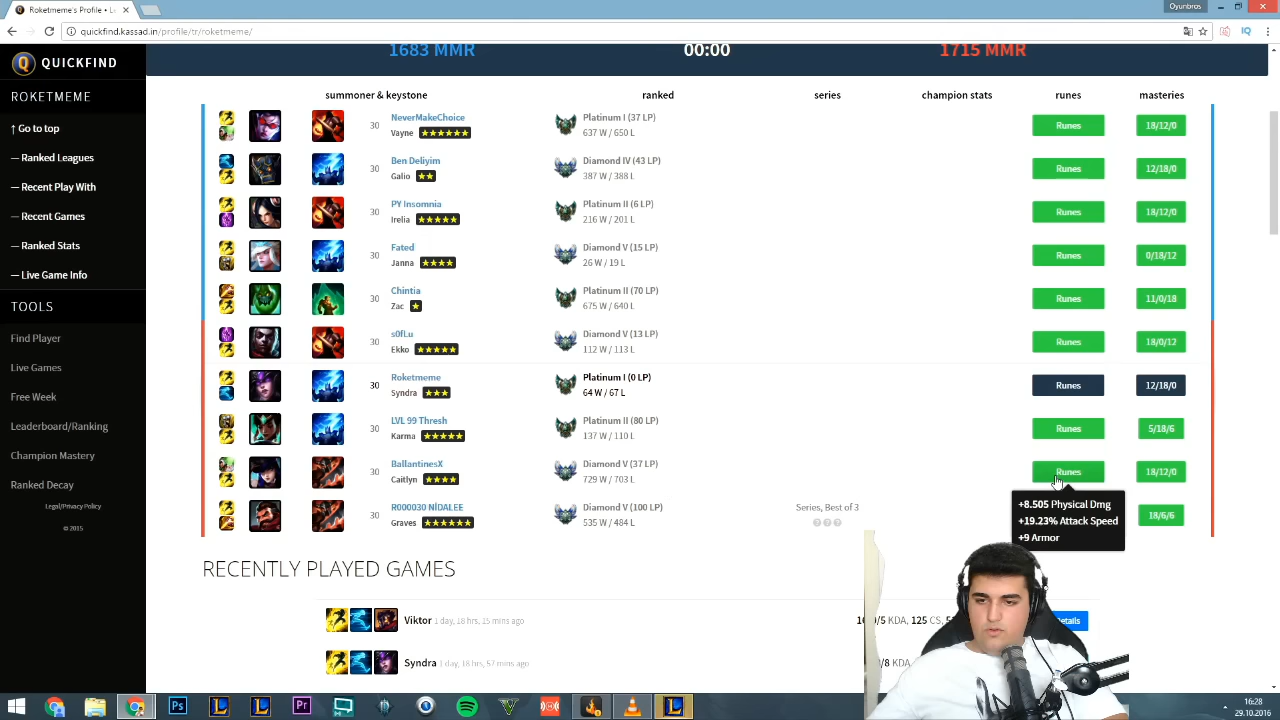 Roketmeme's Profile - L
Oyunbros
quickfind.kassad.in/profile/tr/roketmeme/
QUICKFIND
ROKETMEME
↑ Go to top
— Ranked Leagues
— Recent Play With
— Recent Games
— Ranked Stats
— Live Game Info
TOOLS
Find Player
Live Games
Free Week
Leaderboard/Ranking
Champion Mastery
Ranked Decay
Legal/Privacy Policy
© 2015
1683 MMR 00:00 1715 MMR
summoner & keystone ranked series champion stats runes masteries
30 NeverMakeChoice Platinum I (37 LP) Runes 18/12/0
Vayne ★★★★★★ 637 W / 650 L
30 Ben Deliyim Diamond IV (43 LP) Runes 12/18/0
Galio ★★ 387 W / 388 L
30 PY Insomnia Platinum II (6 LP) Runes 18/12/0
Irelia ★★★★★ 216 W / 201 L
30 Fated Diamond V (15 LP) Runes 0/18/12
Janna ★★★★ 26 W / 19 L
30 Chintia Platinum II (70 LP) Runes 11/0/18
Zac ★ 675 W / 640 L
30 s0fLu Diamond V (13 LP) Runes 18/0/12
Ekko ★★★★★ 112 W / 113 L
30 Roketmeme Platinum I (0 LP) Runes 12/18/0
Syndra ★★★ 64 W / 67 L
30 LVL 99 Thresh Platinum II (80 LP) Runes 5/18/6
Karma ★★★★★ 137 W / 110 L
30 BallantinesX Diamond V (37 LP) Runes 18/12/0
Caitlyn ★★★★ 729 W / 703 L
30 R000030 NİDALEE Diamond V (100 LP) Series, Best of 3 18/6/6
Graves ★★★★★★ 535 W / 484 L
+8.505 Physical Dmg
+19.23% Attack Speed
+9 Armor
RECENTLY PLAYED GAMES
Viktor 1 day, 18 hrs, 15 mins ago /5 KDA, 125 CS, etails
Syndra 1 day, 18 hrs, 57 mins ago /8 KDA
16:28
29.10.2016